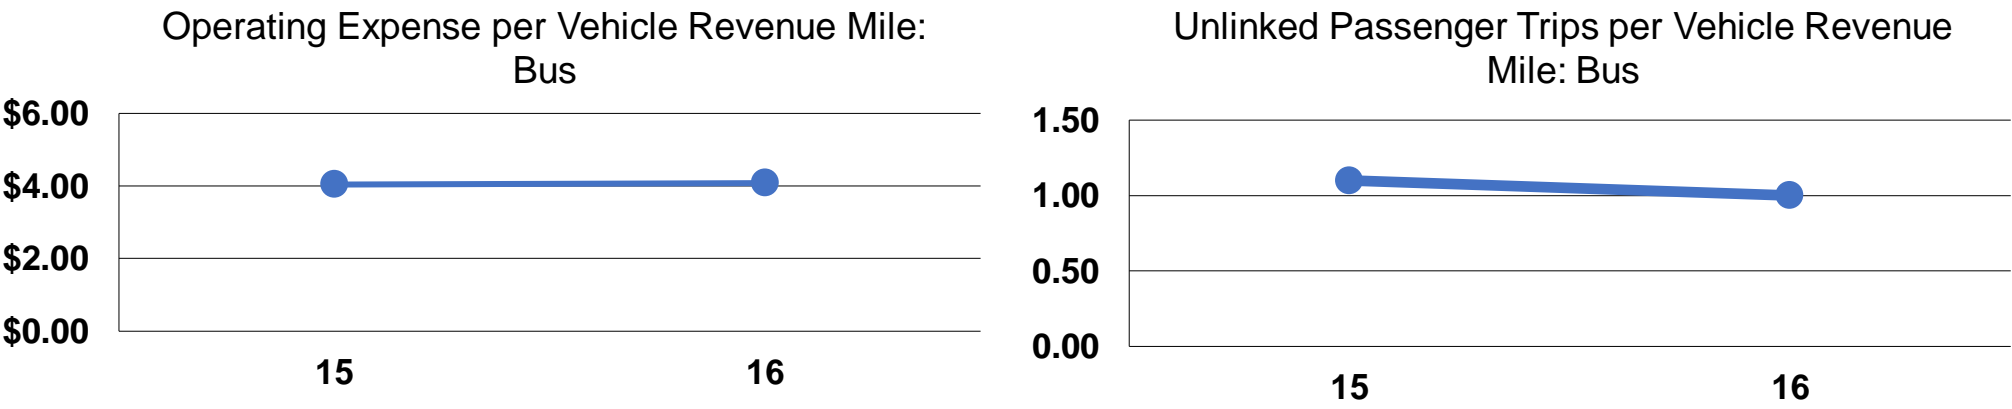 Operating Expense per Vehicle Revenue Mile:
Bus
$6.00
$4.00
$2.00
$0.00
15 16
Unlinked Passenger Trips per Vehicle Revenue
Mile: Bus
1.50
1.00
0.50
0.00
15 16